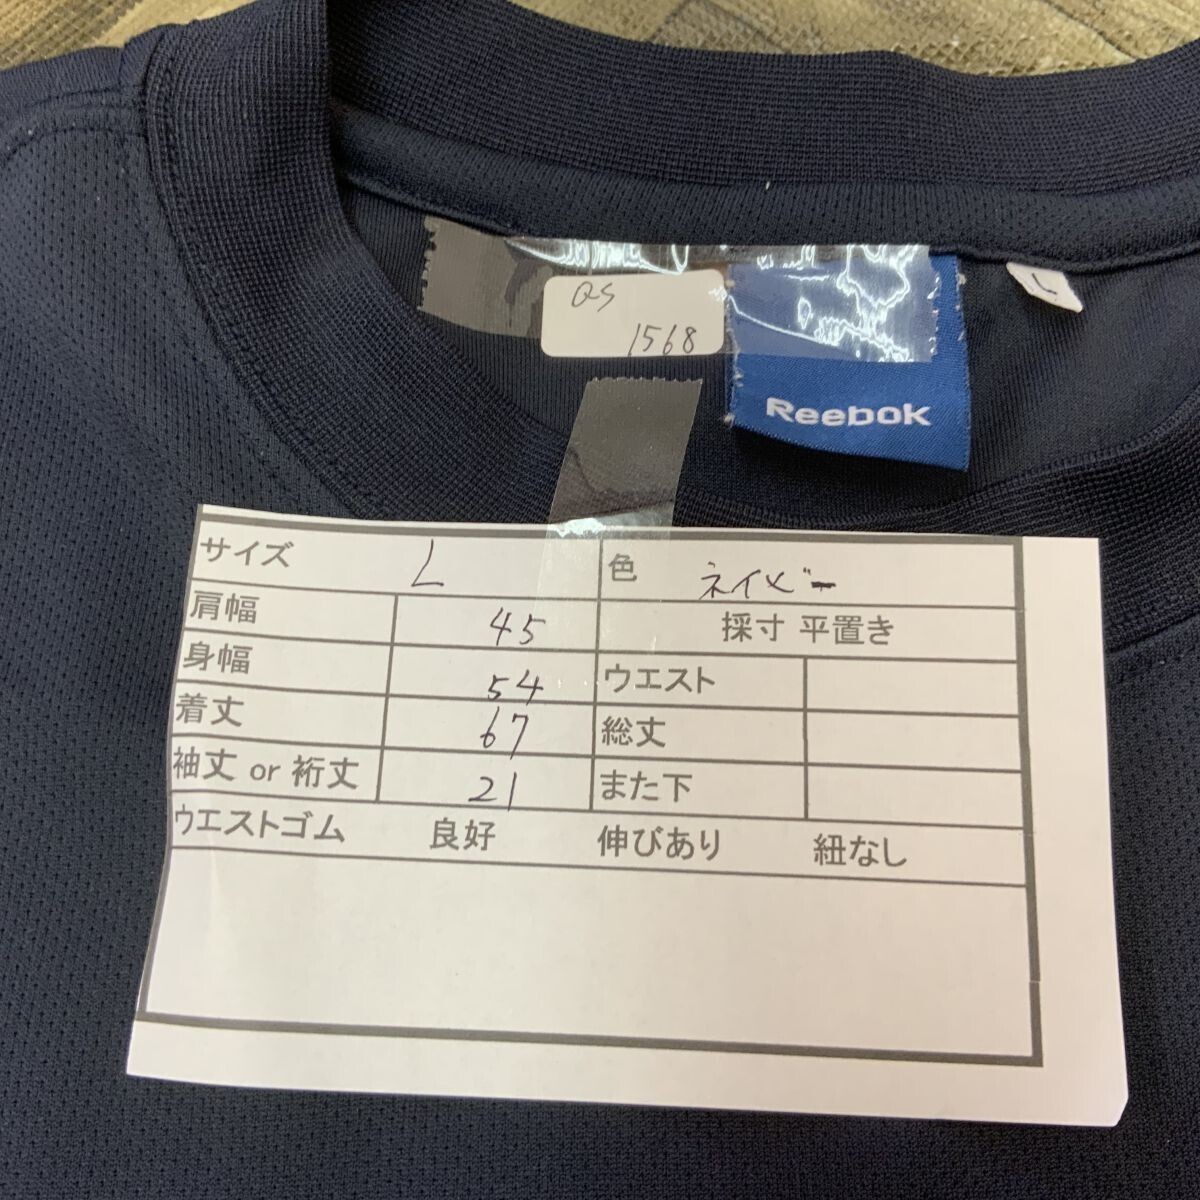 QS
1568
Reebok
L
サイズ L 色 ネイビー
肩幅 45 採寸 平置き
身幅 54 ウエスト
着丈 67 総丈
袖丈 or 裄丈 21 また下
ウエストゴム 良好 伸びあり 紐なし